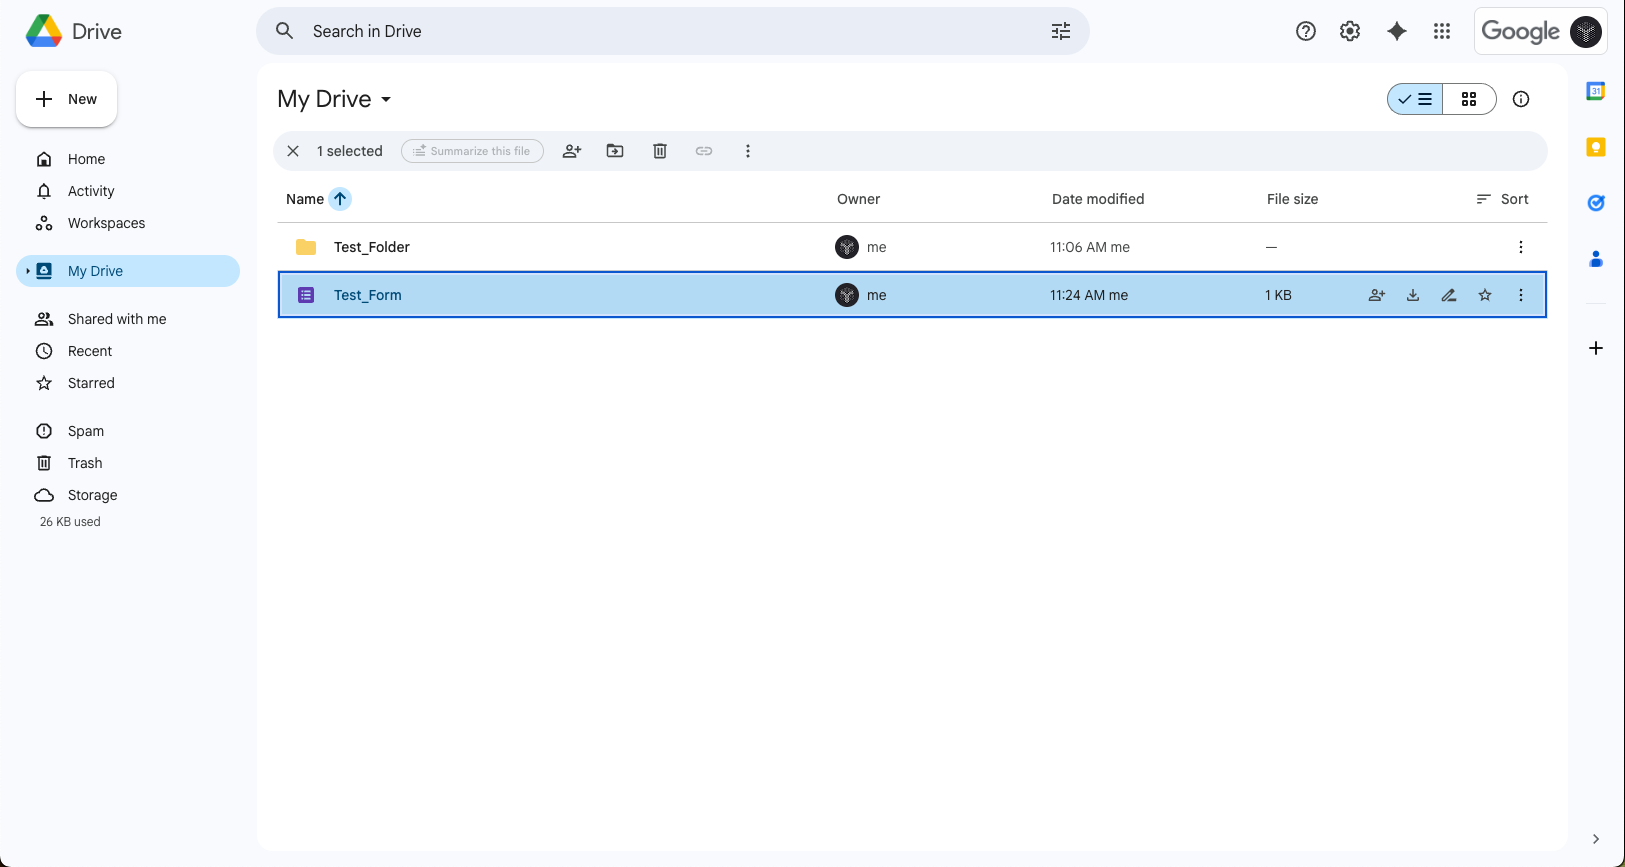 Drive
Search in Drive
Google
New
My Drive
1 selected
Summarize this file
Home
Activity
Workspaces
My Drive
Shared with me
Recent
Starred
Spam
Trash
Storage
26 KB used
Name Owner Date modified File size Sort
Test_Folder me 11:06 AM me —
Test_Form me 11:24 AM me 1 KB
31